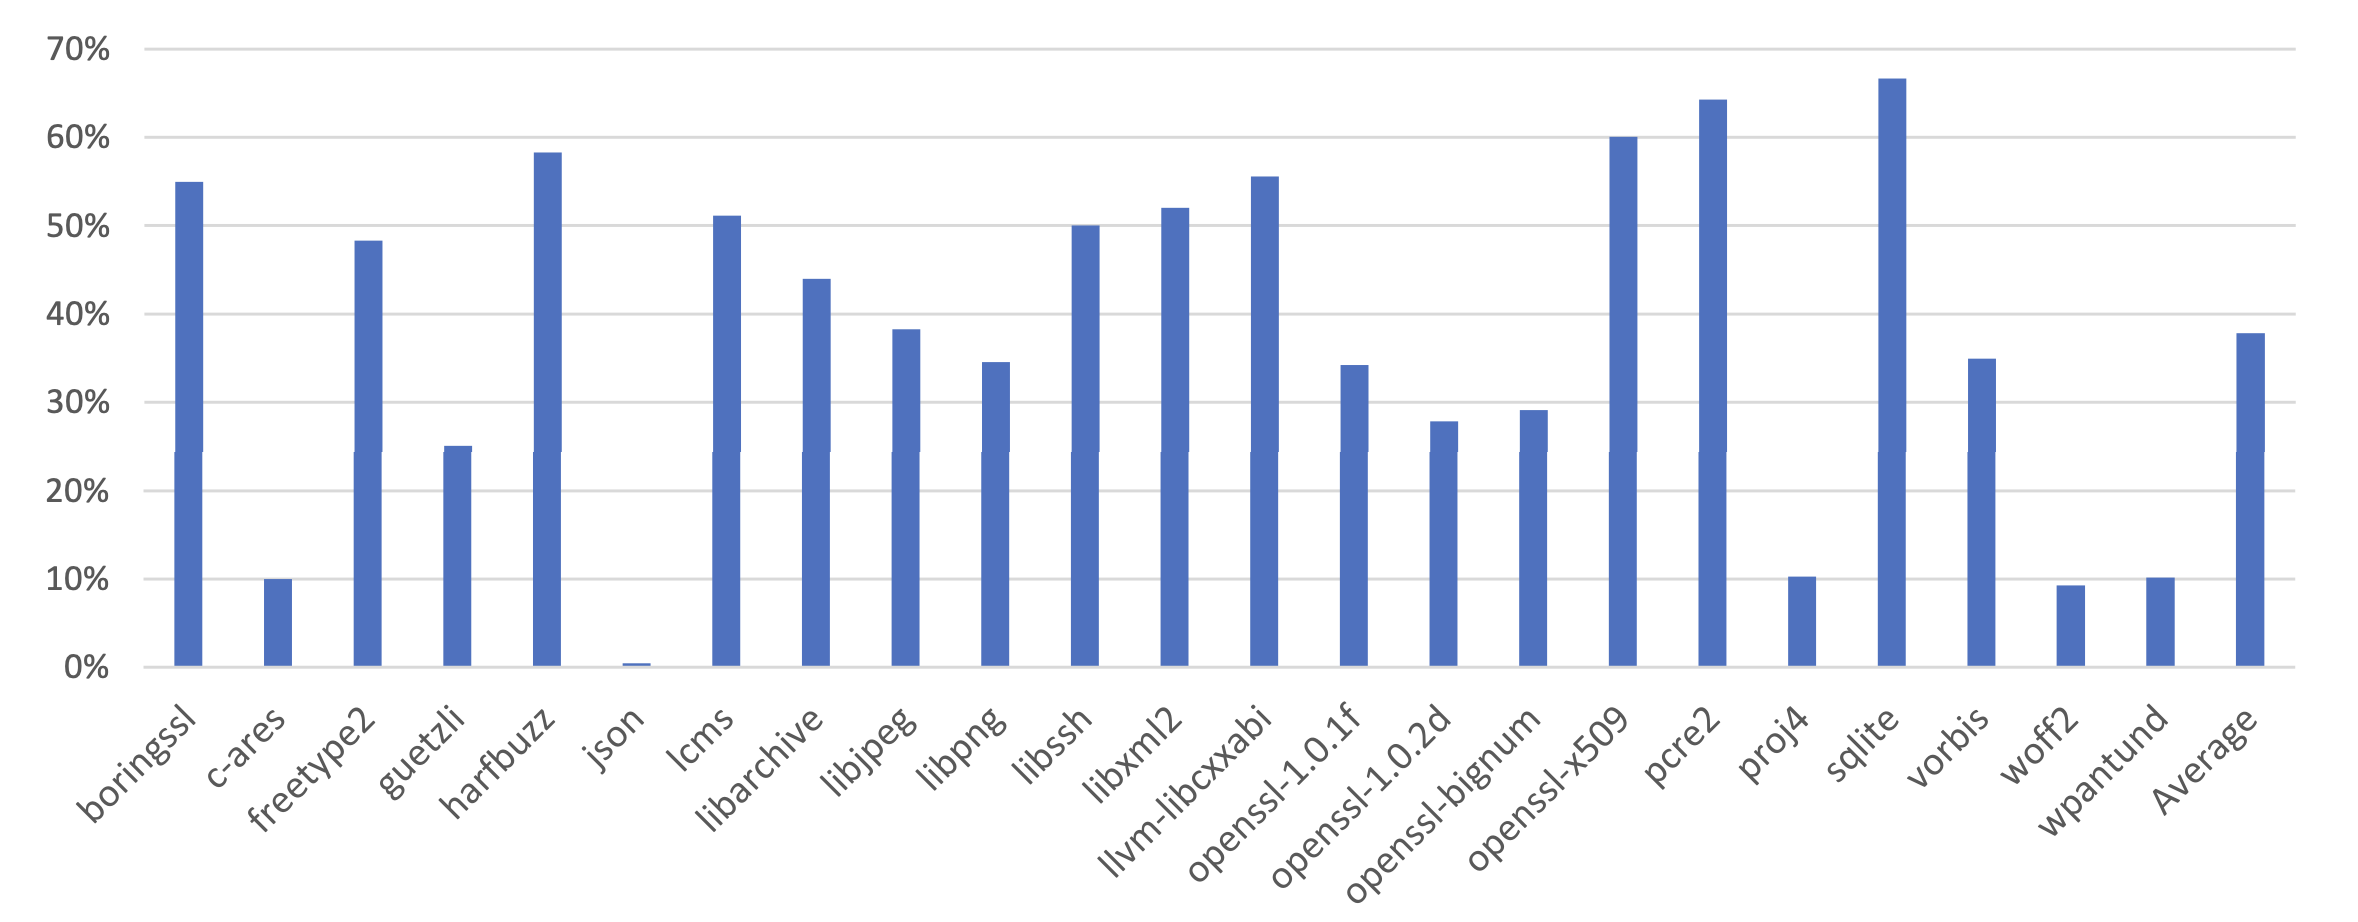 70%
60%
50%
40%
30%
20%
10%
0%
boringssl
c-ares
freetype2
guetzli
harfbuzz
json
lcms
libarchive
libjpeg
libpng
libssh
libxml2
llvm-libcxxabi
openssl-1.0.1f
openssl-1.0.2d
openssl-bignum
openssl-x509
pcre2
proj4
sqlite
vorbis
woff2
wpantund
Average